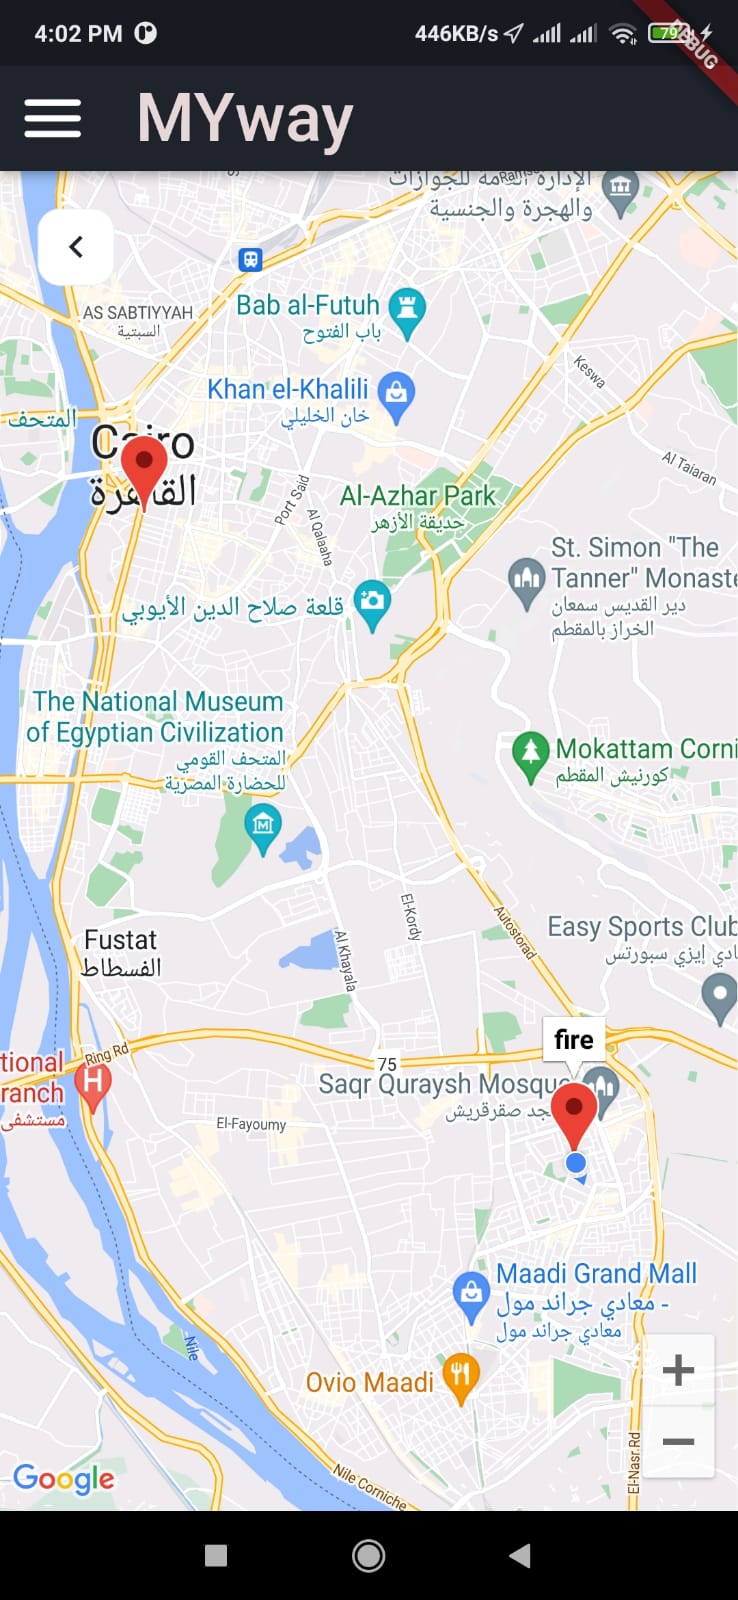 4:02 PM
446KB/s
79
DEBUG
MYway
الإدارة العامة للجوازات
والهجرة والجنسية
AS SABTIYYAH
السبتية
Bab al-Futuh
باب الفتوح
Keswa
Khan el-Khalili
خان الخليلي
المتحف
Cairo
القاهرة
Al Taiaran
Port Said
Al Qalaaha
Al-Azhar Park
حديقة الأزهر
St. Simon "The
Tanner" Monaste
دير القديس سمعان
الخراز بالمقطم
قلعة صلاح الدين الأيوبي
The National Museum
of Egyptian Civilization
المتحف القومي
للحضارة المصرية
Mokattam Corni
كورنيش المقطم
El-Kordy
Autostorad
Al Khayala
Easy Sports Club
ادي إيزي سبورتس
Fustat
الفسطاط
fire
Ring Rd
75
tional
ranch
مستشفى
Saqr Quraysh Mosque
جد صقرقريش
El-Fayoumy
Maadi Grand Mall
معادي جراند مول -
معادي جراند مول
Nile
Ovio Maadi
El-Nasr Rd
Nile Corniche
Google